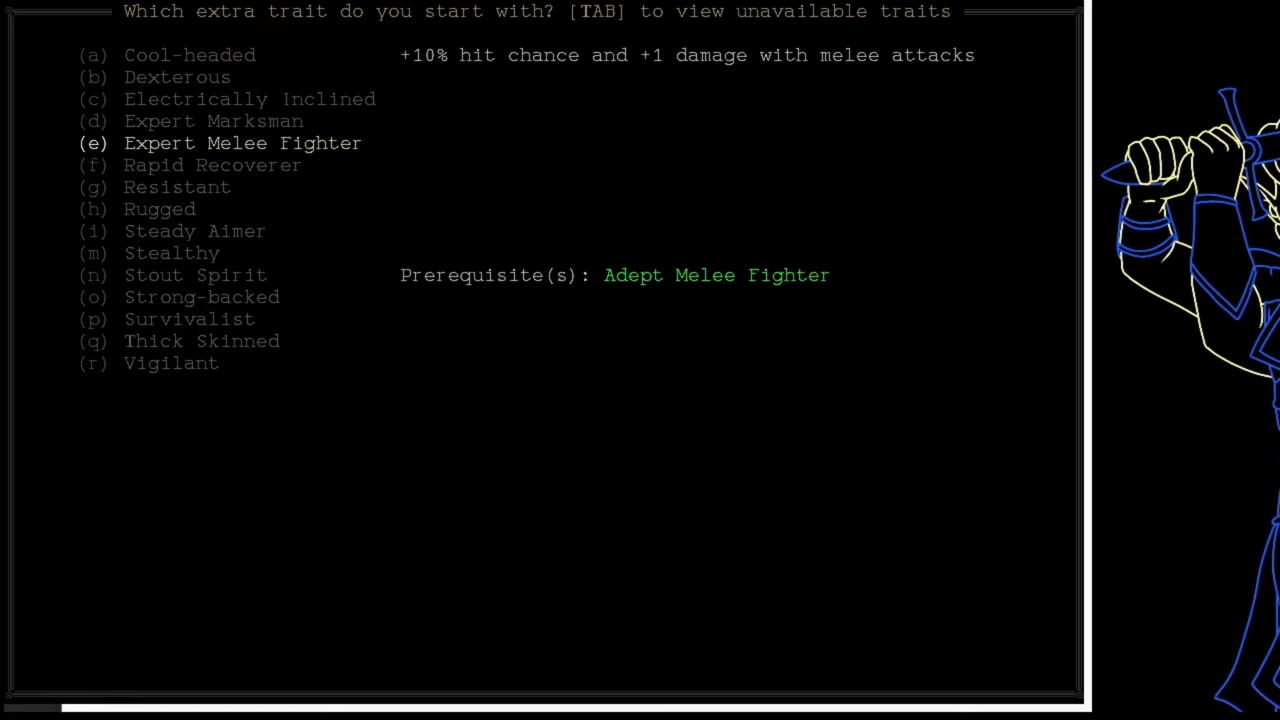 Which extra trait do you start with? [TAB] to view unavailable traits
(a) Cool-headed +10% hit chance and +1 damage with melee attacks
(b) Dexterous
(c) Electrically Inclined
(d) Expert Marksman
(e) Expert Melee Fighter
(f) Rapid Recoverer
(g) Resistant
(h) Rugged
(i) Steady Aimer
(m) Stealthy
(n) Stout Spirit Prerequisite(s): Adept Melee Fighter
(o) Strong-backed
(p) Survivalist
(q) Thick Skinned
(r) Vigilant